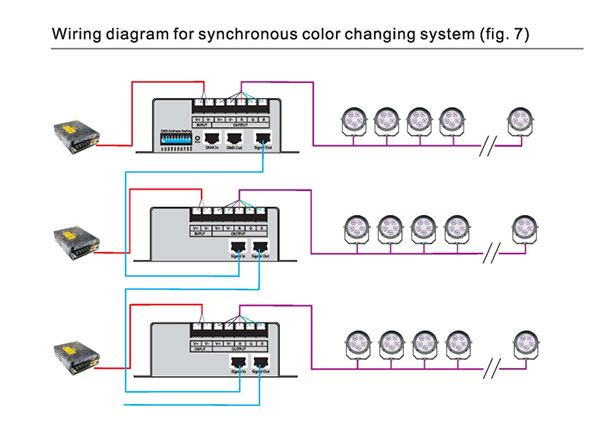 Wiring diagram for synchronous color changing system (fig. 7)
V+ V- V+ V- R G B
INPUT OUTPUT
DMX Address Setting
DMX In DMX Out Signal Out
V+ V- V+ V- R G B
INPUT OUTPUT
Signal In Signal Out
V+ V- V+ V- R G B
INPUT OUTPUT
Signal In Signal Out